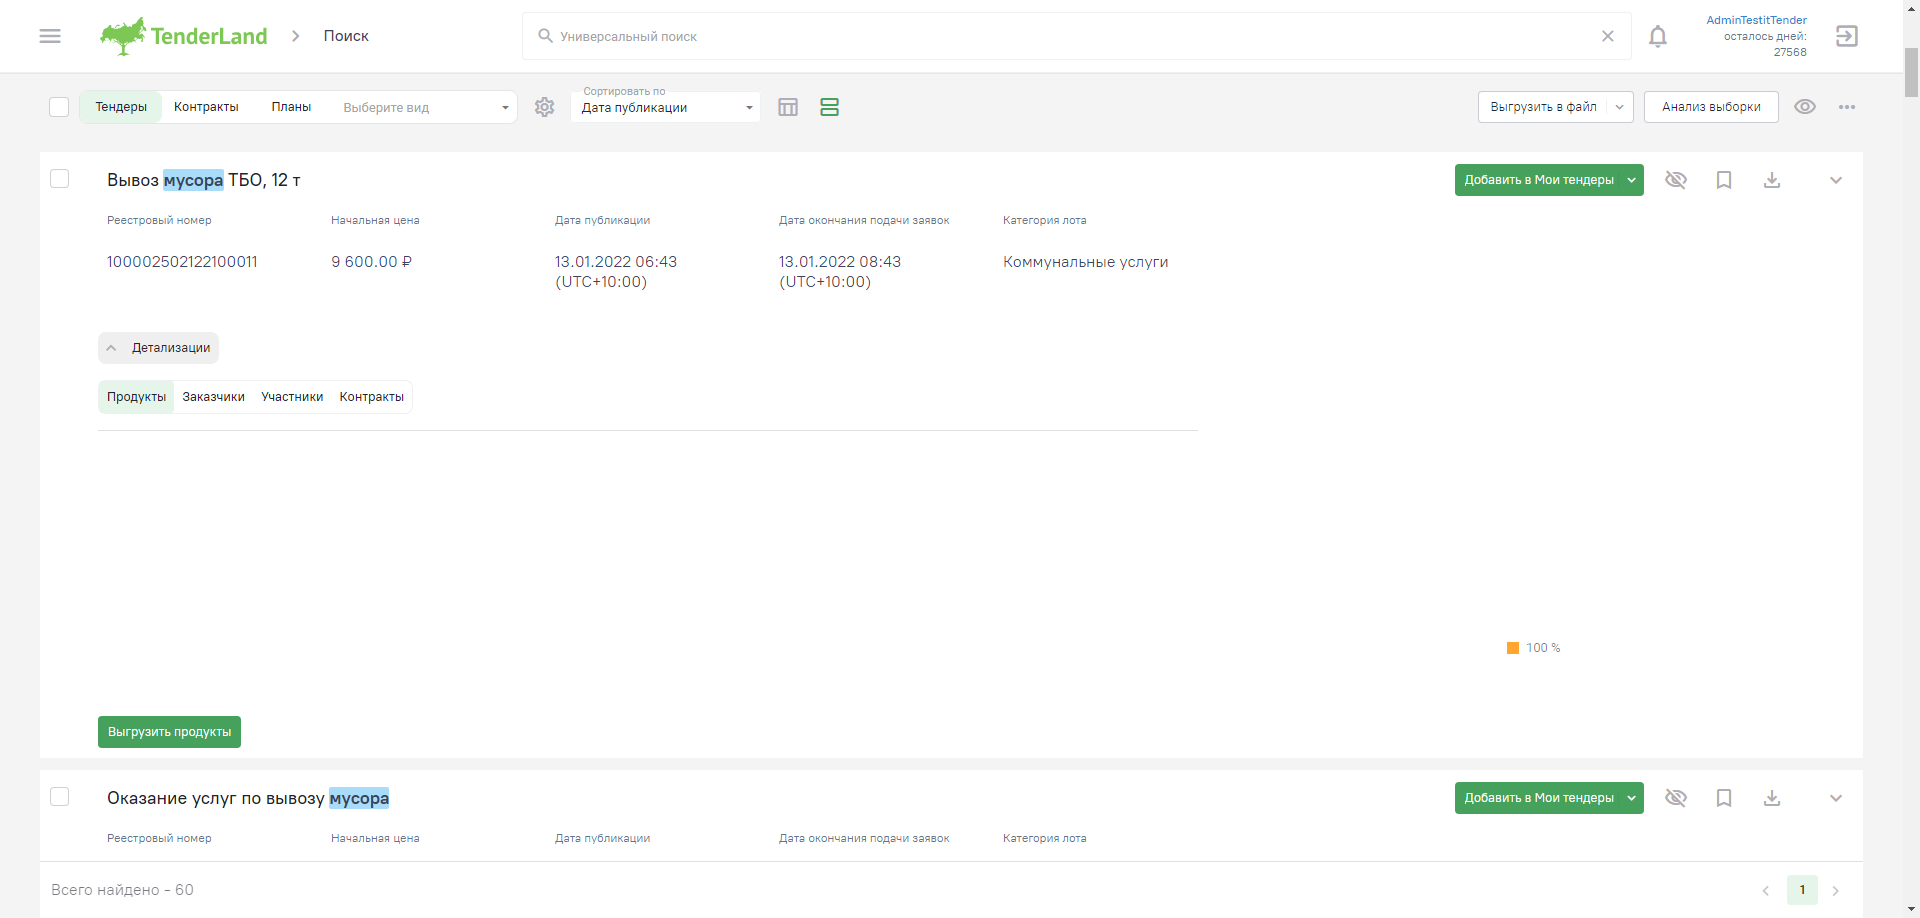 TenderLand
Поиск
Универсальный поиск
AdminTestitTender
осталось дней:
27568
Тендеры
Контракты
Планы
Выберите вид
Сортировать по
Дата публикации
Выгрузить в файл
Анализ выборки
Вывоз мусора ТБО, 12 т
Добавить в Мои тендеры
Реестровый номер
Начальная цена
Дата публикации
Дата окончания подачи заявок
Категория лота
100002502122100011
9 600.00 ₽
13.01.2022 06:43
(UTC+10:00)
13.01.2022 08:43
(UTC+10:00)
Коммунальные услуги
Детализации
Продукты
Заказчики
Участники
Контракты
100 %
Выгрузить продукты
Оказание услуг по вывозу мусора
Добавить в Мои тендеры
Реестровый номер
Начальная цена
Дата публикации
Дата окончания подачи заявок
Категория лота
Всего найдено - 60
1